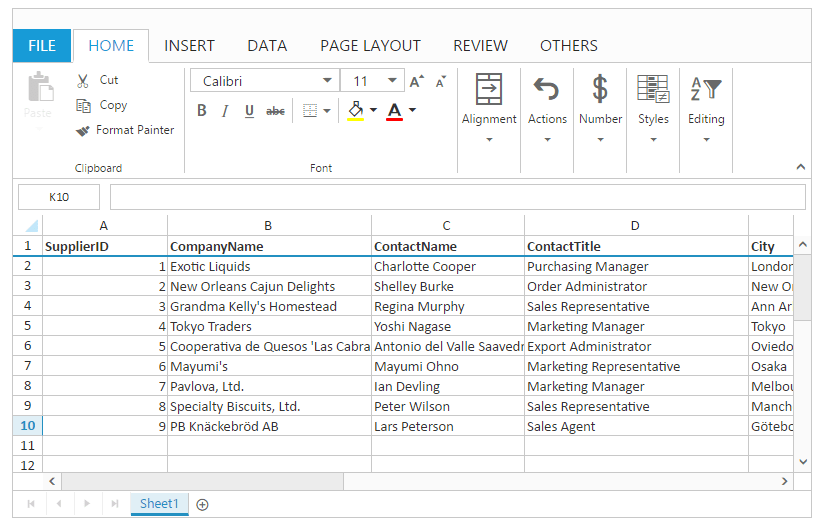 FILE HOME INSERT DATA PAGE LAYOUT REVIEW OTHERS
Paste
Cut
Copy
Format Painter
Clipboard
Calibri 11 A A
B I U abc A
Font
Alignment
Actions
$
Number
Styles
A
Z
Editing
K10
A B C D
1 SupplierID CompanyName ContactName ContactTitle City
2 1 Exotic Liquids Charlotte Cooper Purchasing Manager London
3 2 New Orleans Cajun Delights Shelley Burke Order Administrator New O
4 3 Grandma Kelly's Homestead Regina Murphy Sales Representative Ann Ar
5 4 Tokyo Traders Yoshi Nagase Marketing Manager Tokyo
6 5 Cooperativa de Quesos 'Las Cabra Antonio del Valle Saavedr Export Administrator Oviedo
7 6 Mayumi's Mayumi Ohno Marketing Representative Osaka
8 7 Pavlova, Ltd. Ian Devling Marketing Manager Melbou
9 8 Specialty Biscuits, Ltd. Peter Wilson Sales Representative Manch
10 9 PB Knäckebröd AB Lars Peterson Sales Agent Götebo
11
12
Sheet1